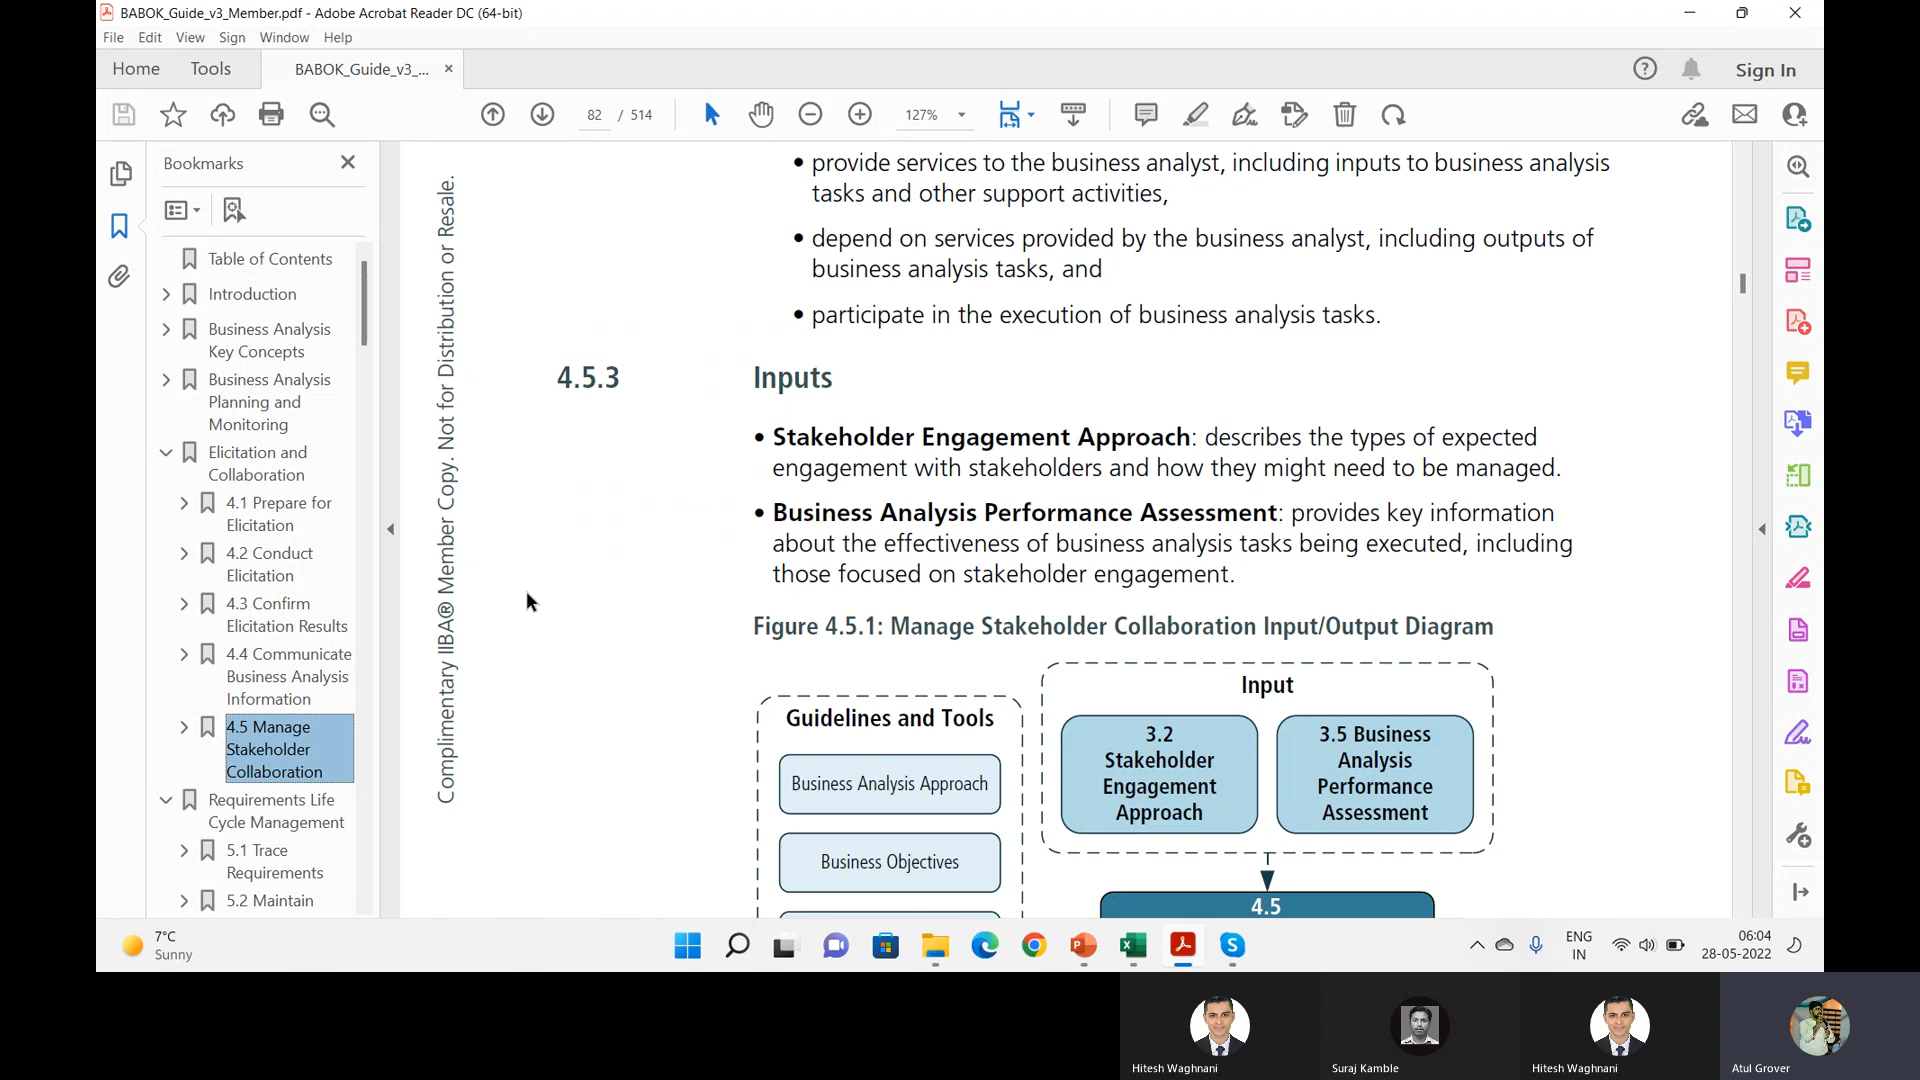 BABOK_Guide_v3_Member.pdf - Adobe Acrobat Reader DC (64-bit)
File Edit View Sign Window Help
Home Tools BABOK_Guide_v3_... × Sign In
82 / 514 127%
Bookmarks
Table of Contents
Introduction
Business Analysis
Key Concepts
Business Analysis
Planning and
Monitoring
Elicitation and
Collaboration
4.1 Prepare for
Elicitation
4.2 Conduct
Elicitation
4.3 Confirm
Elicitation Results
4.4 Communicate
Business Analysis
Information
4.5 Manage
Stakeholder
Collaboration
Requirements Life
Cycle Management
5.1 Trace
Requirements
5.2 Maintain
Complimentary IIBA® Member Copy. Not for Distribution or Resale.
• provide services to the business analyst, including inputs to business analysis
tasks and other support activities,
• depend on services provided by the business analyst, including outputs of
business analysis tasks, and
• participate in the execution of business analysis tasks.
4.5.3 Inputs
• Stakeholder Engagement Approach: describes the types of expected
engagement with stakeholders and how they might need to be managed.
• Business Analysis Performance Assessment: provides key information
about the effectiveness of business analysis tasks being executed, including
those focused on stakeholder engagement.
Figure 4.5.1: Manage Stakeholder Collaboration Input/Output Diagram
Guidelines and Tools
Business Analysis Approach
Business Objectives
Input
3.2
Stakeholder
Engagement
Approach
3.5 Business
Analysis
Performance
Assessment
4.5
7°C
Sunny
ENG
IN
06:04
28-05-2022
Hitesh Waghnani
Suraj Kamble
Hitesh Waghnani
Atul Grover